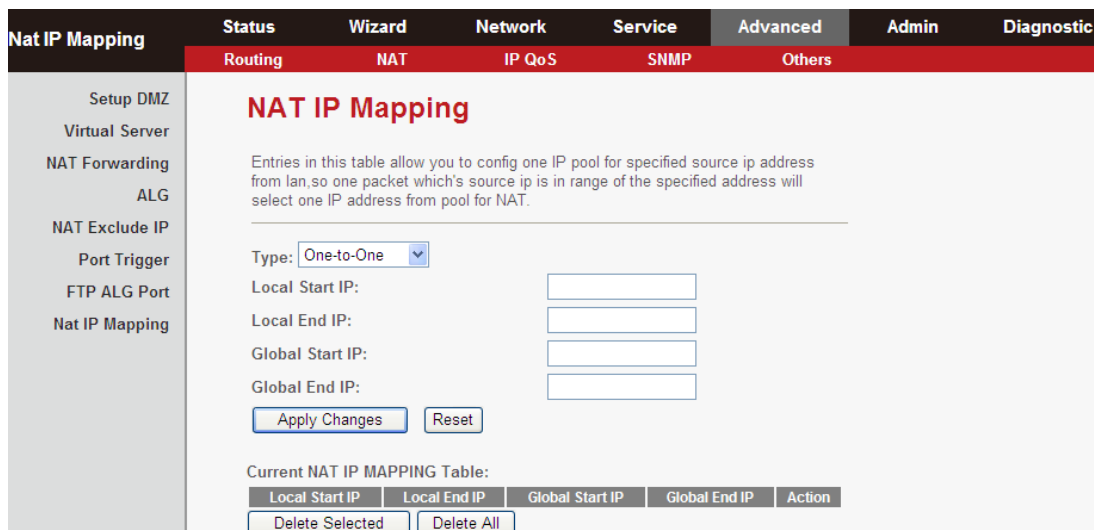 Nat IP Mapping
Status Wizard Network Service Advanced Admin Diagnostic
Routing NAT IP QoS SNMP Others
Setup DMZ
Virtual Server
NAT Forwarding
ALG
NAT Exclude IP
Port Trigger
FTP ALG Port
Nat IP Mapping
NAT IP Mapping
Entries in this table allow you to config one IP pool for specified source ip address
from lan,so one packet which's source ip is in range of the specified address will
select one IP address from pool for NAT.
Type: One-to-One
Local Start IP:
Local End IP:
Global Start IP:
Global End IP:
Apply Changes Reset
Current NAT IP MAPPING Table:
Local Start IP Local End IP Global Start IP Global End IP Action
Delete Selected Delete All